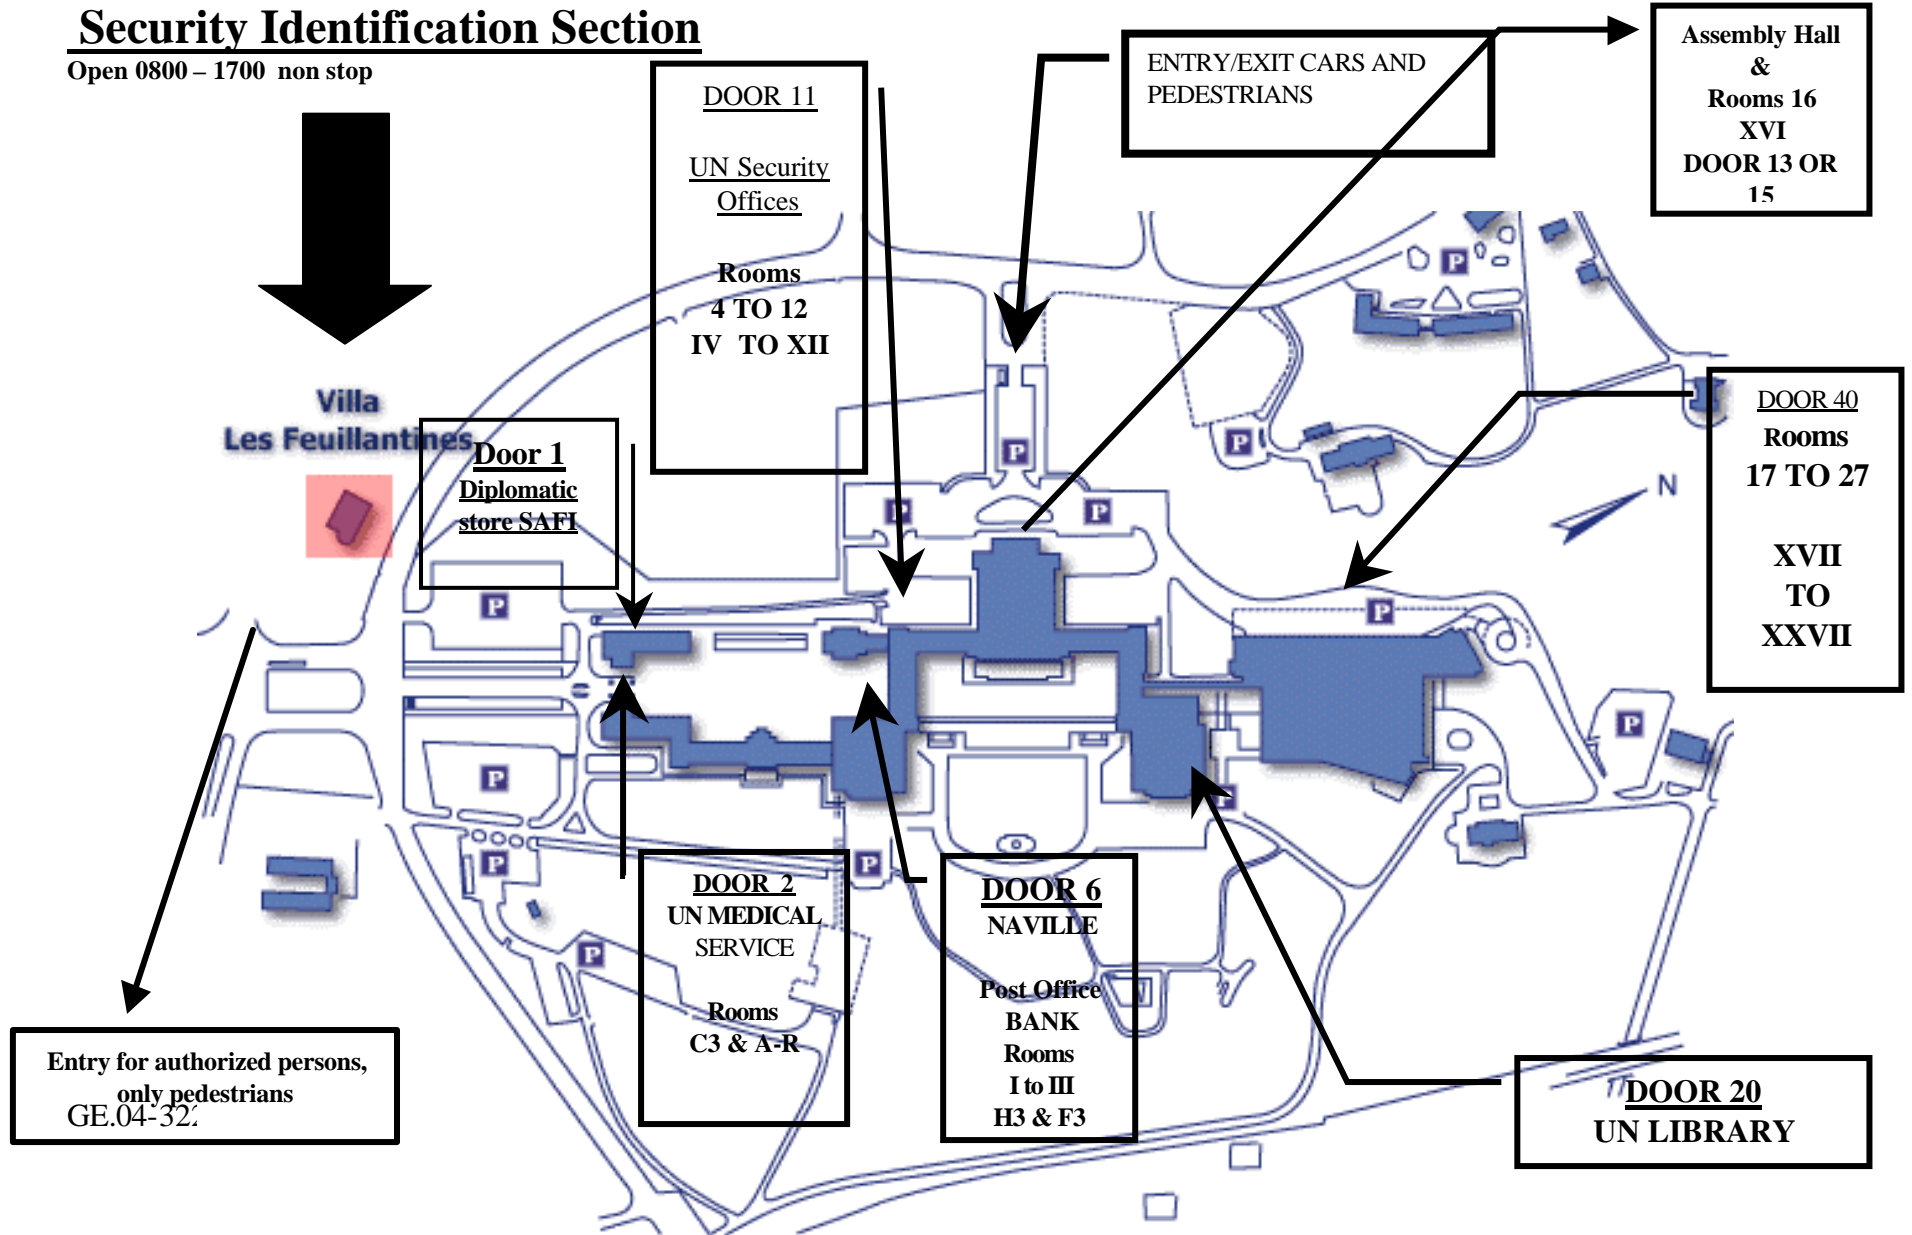 Security Identification Section
Open 0800 – 1700 non stop
DOOR 11
UN Security
Offices
Rooms
4 TO 12
IV TO XII
ENTRY/EXIT CARS AND
PEDESTRIANS
Assembly Hall
&
Rooms 16
XVI
DOOR 13 OR
15
Villa
Les Feuillantines
Door 1
Diplomatic
store SAFI
DOOR 40
Rooms
17 TO 27
XVII
TO
XXVII
N
P
P
P
P
P
P
P
P
P
P
P
P
P
P
DOOR 2
UN MEDICAL
SERVICE
Rooms
C3 & A-R
DOOR 6
NAVILLE
Post Office
BANK
Rooms
I to III
H3 & F3
Entry for authorized persons,
only pedestrians
GE.04-322
DOOR 20
UN LIBRARY